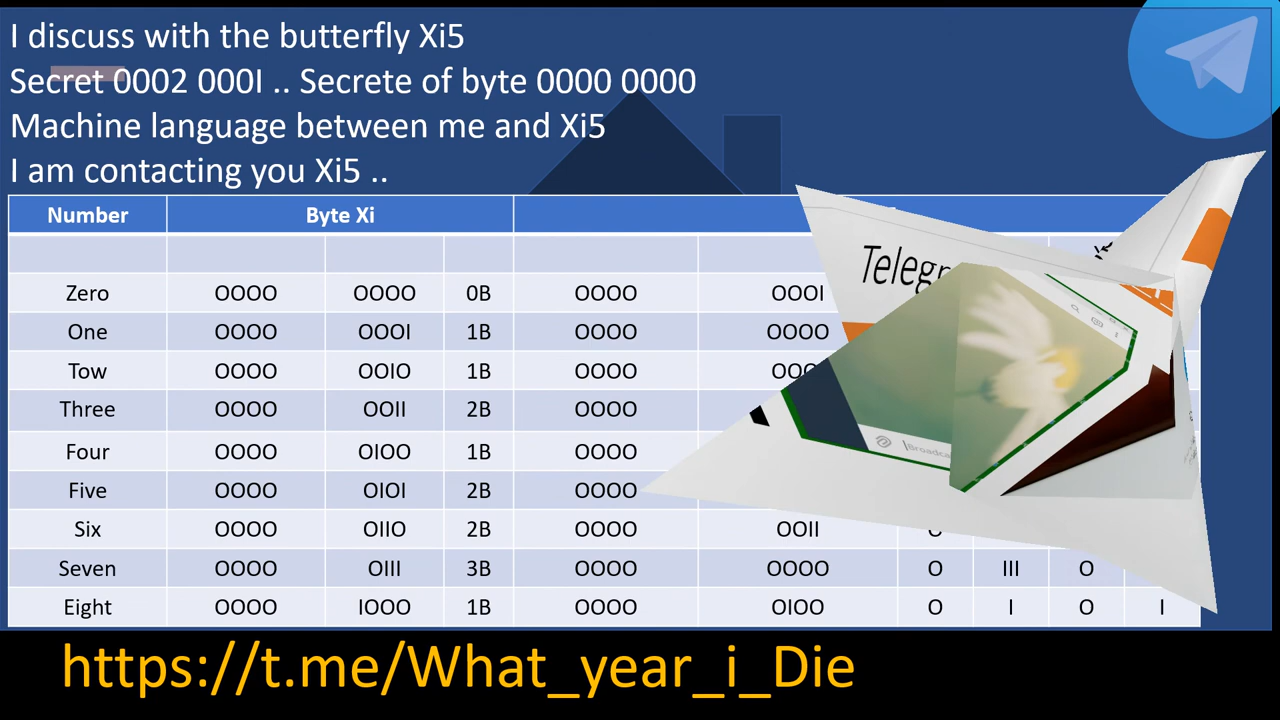 I discuss with the butterfly Xi5
Secret 0002 000I .. Secrete of byte 0000 0000
Machine language between me and Xi5
I am contacting you Xi5 ..
Number Byte Xi
Zero OOOO OOOO 0B OOOO OOOI
One OOOO OOOI 1B OOOO OOOO
Tow OOOO OOIO 1B OOOO
Three OOOO OOII 2B OOOO
Four OOOO OIOO 1B OOOO
Five OOOO OIOI 2B OOOO
Six OOOO OIIO 2B OOOO OOII O
Seven OOOO OIII 3B OOOO OOOO O III O
Eight OOOO IOOO 1B OOOO OIOO O I O I
https://t.me/What_year_i_Die